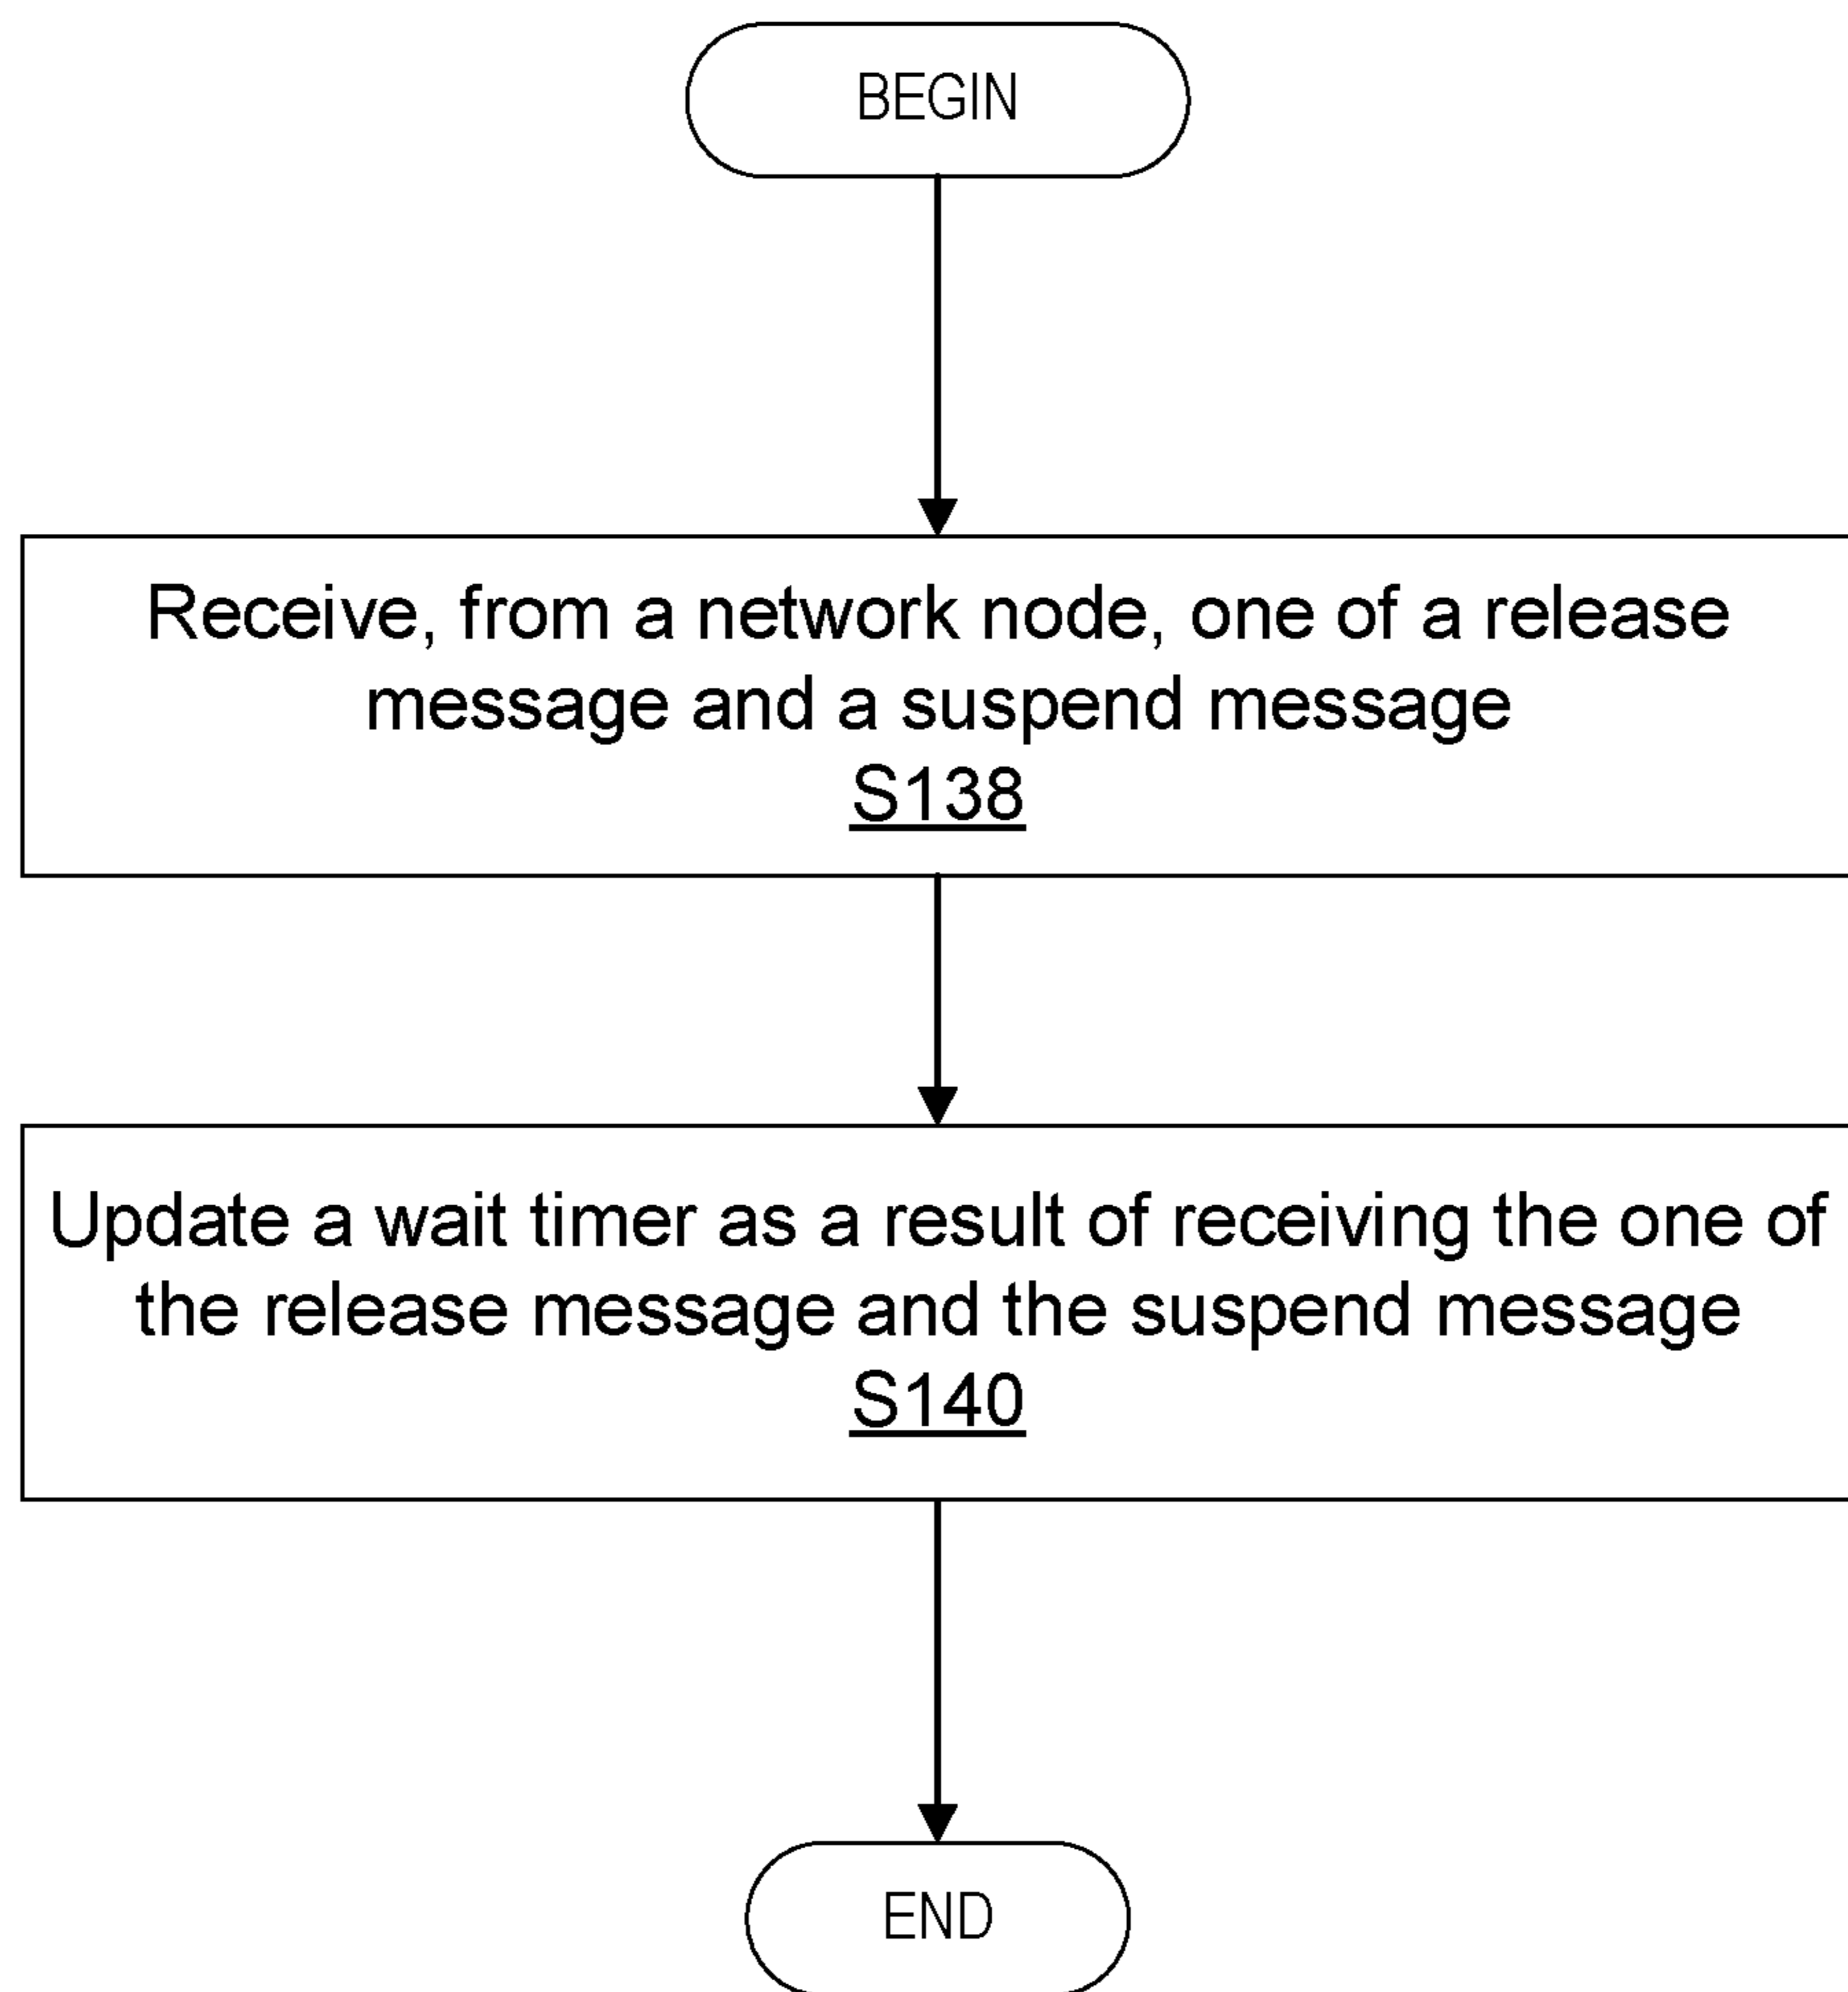 BEGIN
Receive, from a network node, one of a release
message and a suspend message
S138
Update a wait timer as a result of receiving the one of
the release message and the suspend message
S140
END